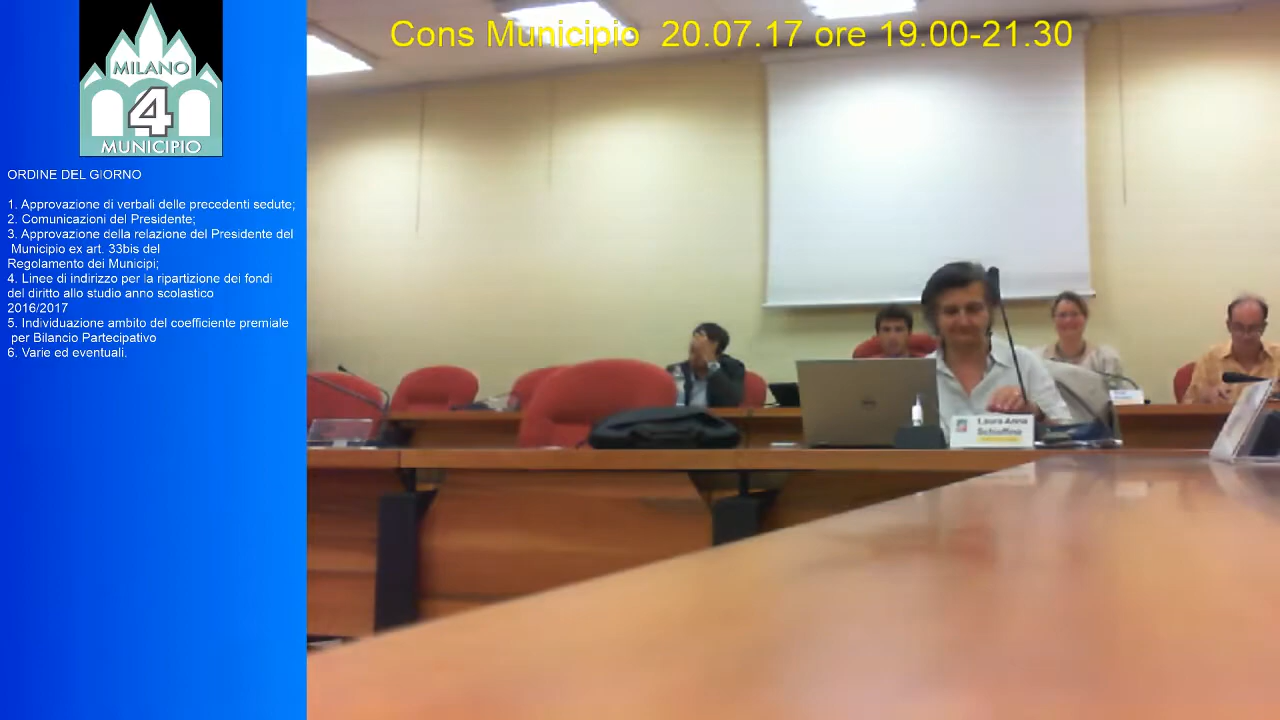 Cons Municipio 20.07.17 ore 19.00-21.30
MILANO
4
MUNICIPIO
ORDINE DEL GIORNO
1. Approvazione di verbali delle precedenti sedute;
2. Comunicazioni del Presidente;
3. Approvazione della relazione del Presidente del
Municipio ex art. 33bis del
Regolamento dei Municipi;
4. Linee di indirizzo per la ripartizione dei fondi
del diritto allo studio anno scolastico
2016/2017
5. Individuazione ambito del coefficiente premiale
per Bilancio Partecipativo
6. Varie ed eventuali.
Laura Anna
Schiaffino